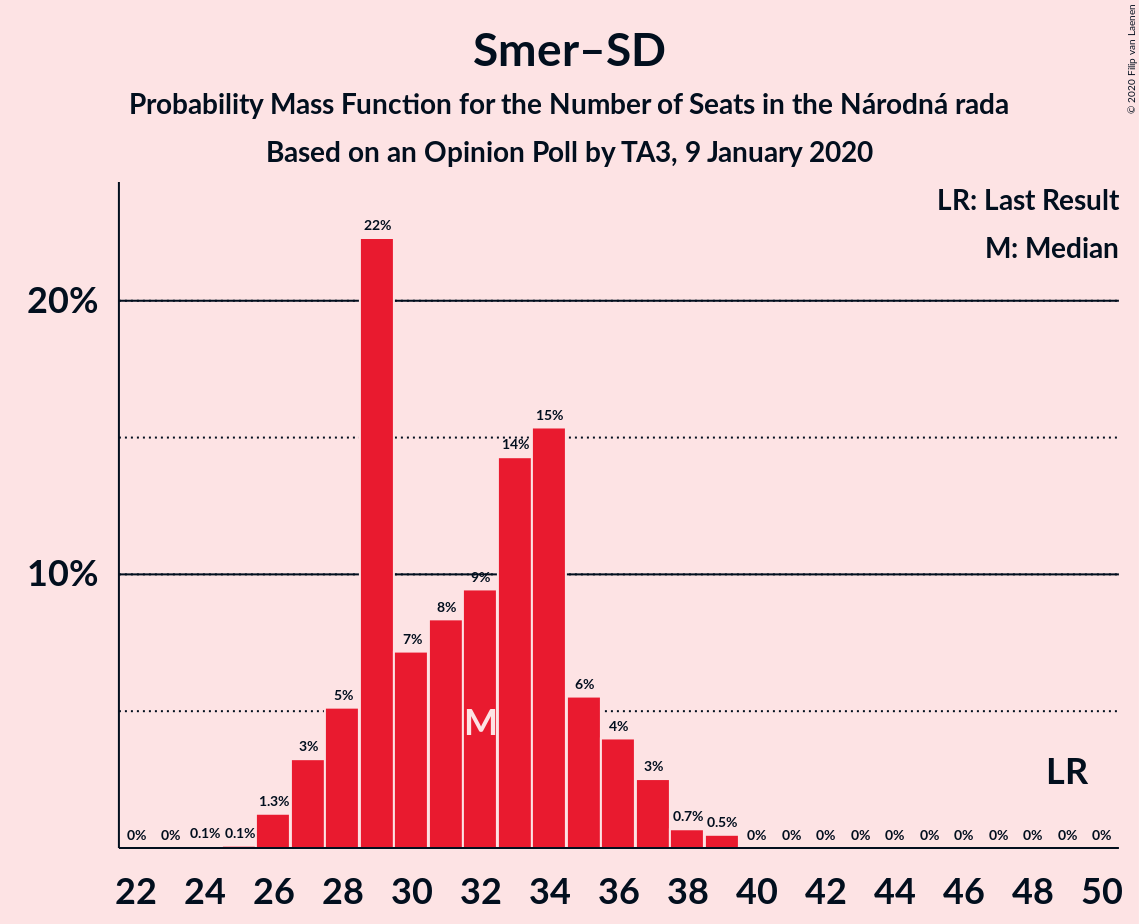 Smer–SD
Probability Mass Function for the Number of Seats in the Národná rada
Based on an Opinion Poll by TA3, 9 January 2020
© 2020 Filip van Laenen
LR: Last Result
M: Median
20%
10%
0% 0% 0.1% 0.1% 1.3% 3% 5% 22% 7% 8% 9% 14% 15% 6% 4% 3% 0.7% 0.5% 0% 0% 0% 0% 0% 0% 0% 0% 0% 0% 0%
M
LR
22 24 26 28 30 32 34 36 38 40 42 44 46 48 50